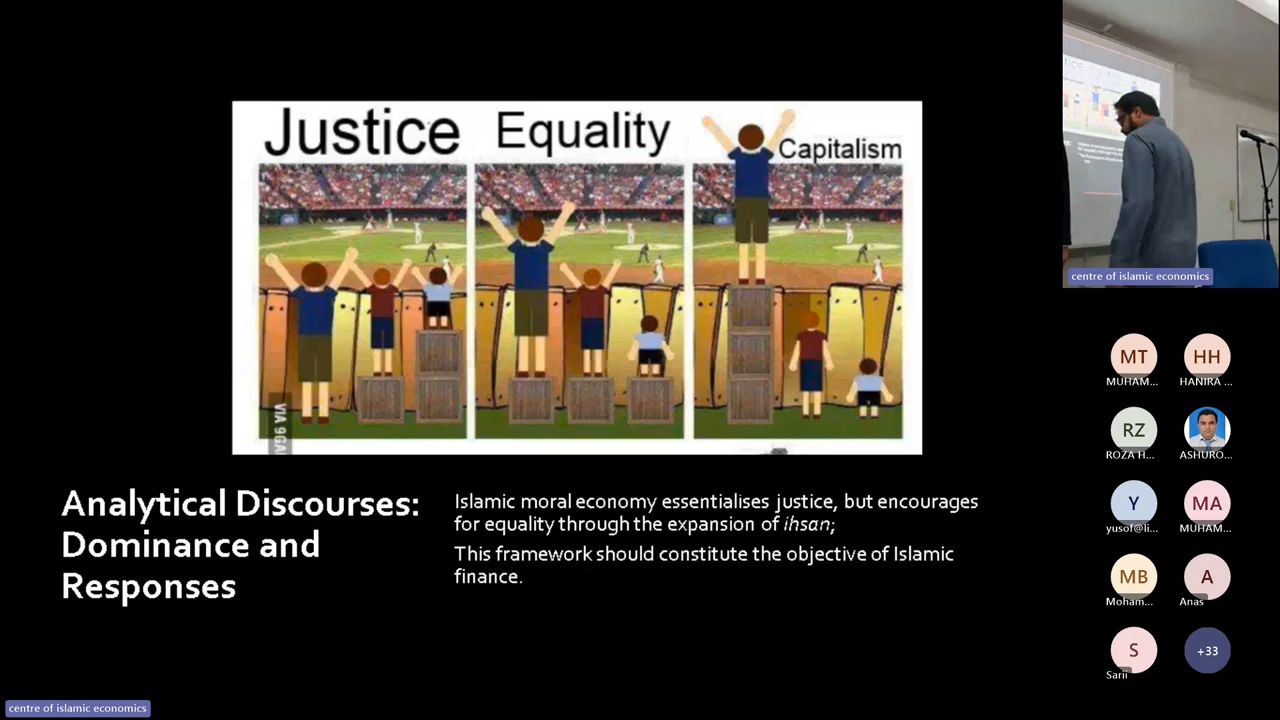 Justice
Equality
Capitalism
VIA 9GA
Analytical Discourses:
Dominance and
Responses
Islamic moral economy essentialises justice, but encourages
for equality through the expansion of ihsan;
This framework should constitute the objective of Islamic
finance.
centre of islamic economics
centre of islamic economics
MT
MUHAM...
HH
HANIRA ...
RZ
ROZA H...
ASHURO...
Y
yusof@li...
MA
MUHAM...
MB
Moham...
A
Anas
S
Sarii
+33